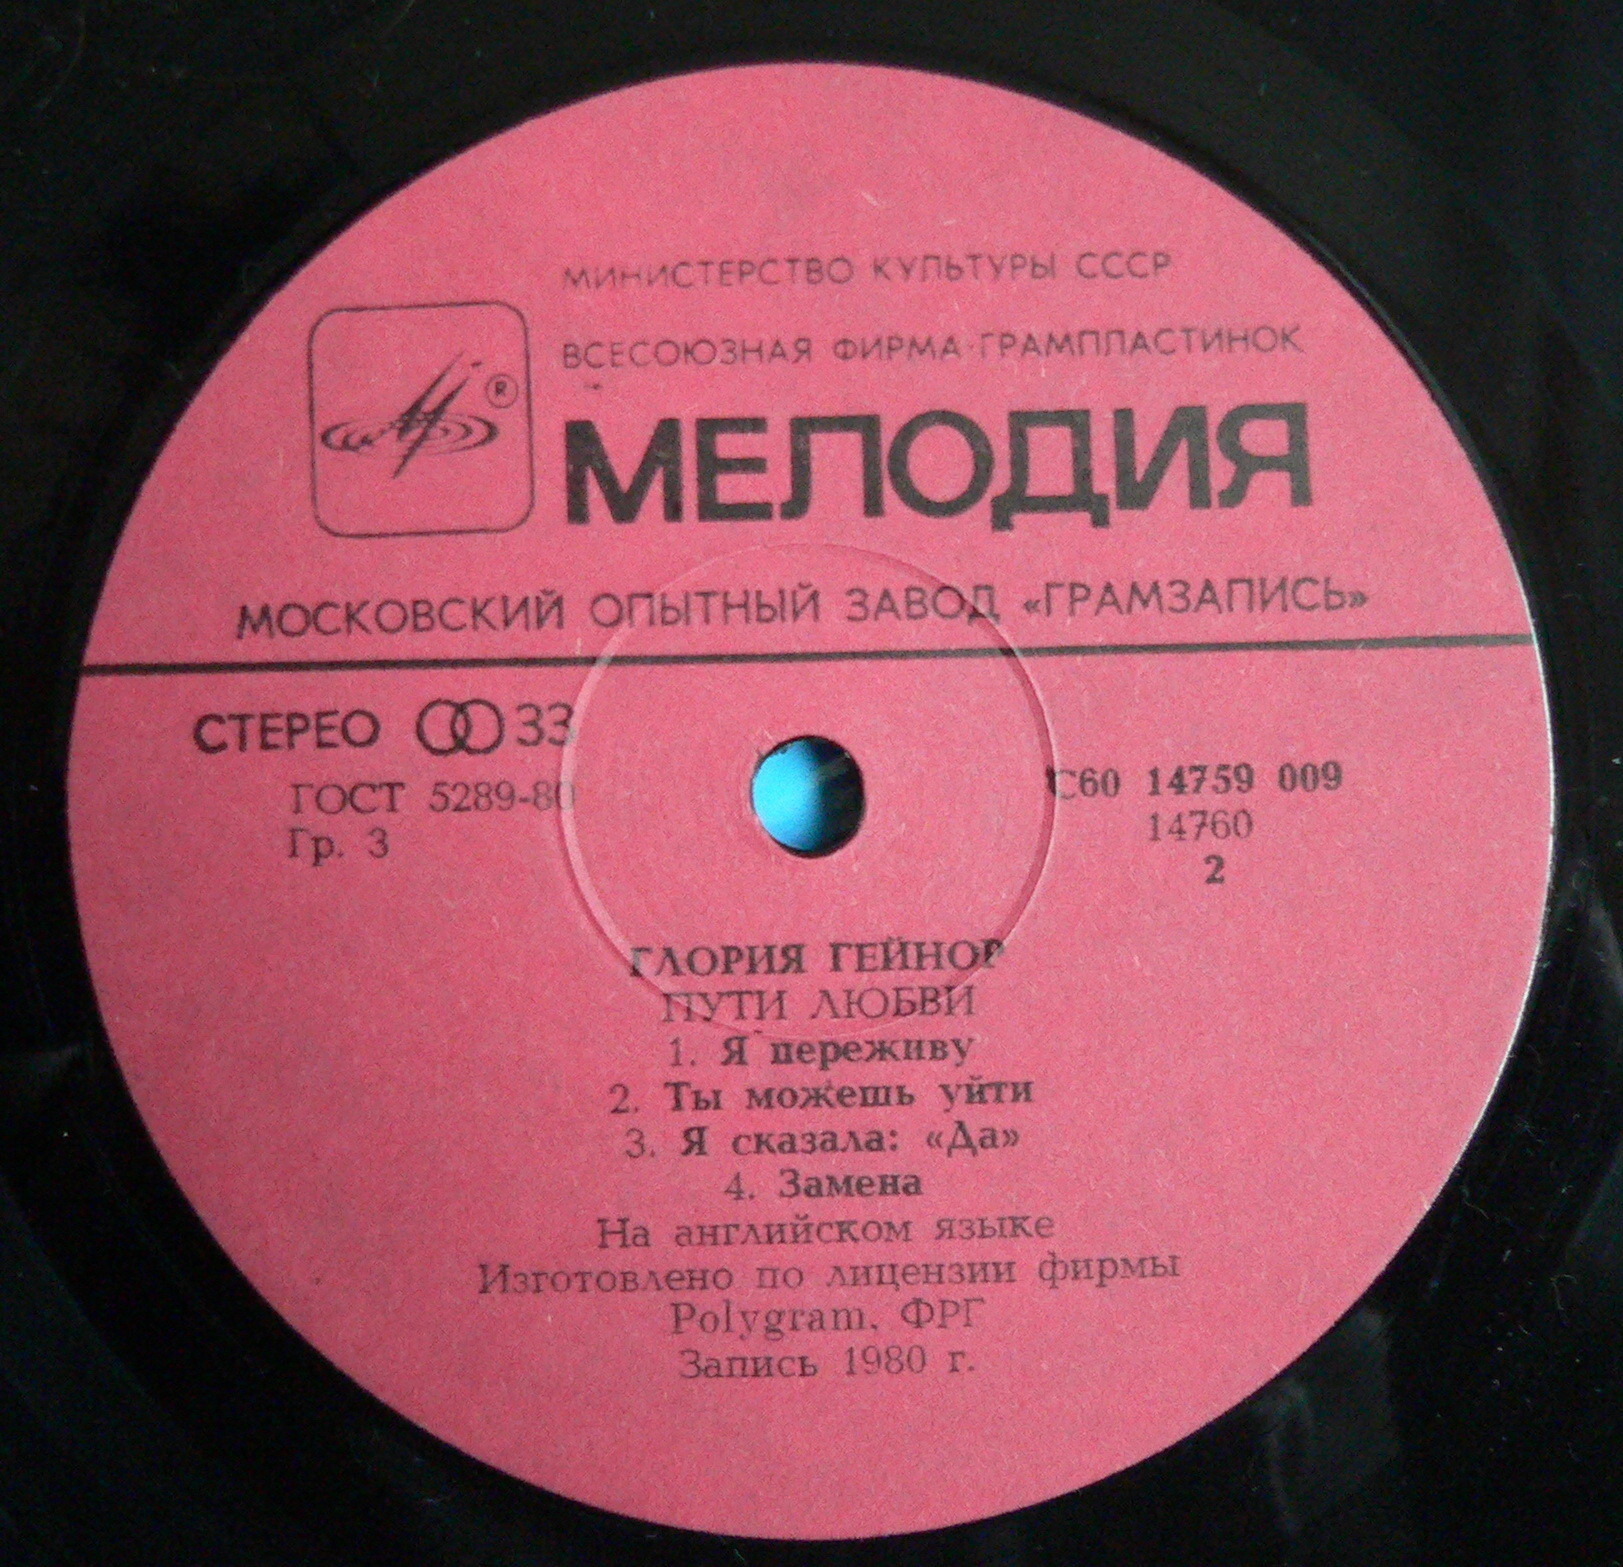 МИНИСТЕРСТВО КУЛЬТУРЫ СССР
ВСЕСОЮЗНАЯ ФИРМА ГРАМПЛАСТИНОК
®
МЕЛОДИЯ
МОСКОВСКИЙ ОПЫТНЫЙ ЗАВОД «ГРАМЗАПИСЬ»
СТЕРЕО 33
ГОСТ 5289-80
Гр. 3
С60 14759 009
14760
2
ГЛОРИЯ ГЕЙНОР
ПУТИ ЛЮБВИ
1. Я переживу
2. Ты можешь уйти
3. Я сказала: «Да»
4. Замена
На английском языке
Изготовлено по лицензии фирмы
Polygram, ФРГ
Запись 1980 г.